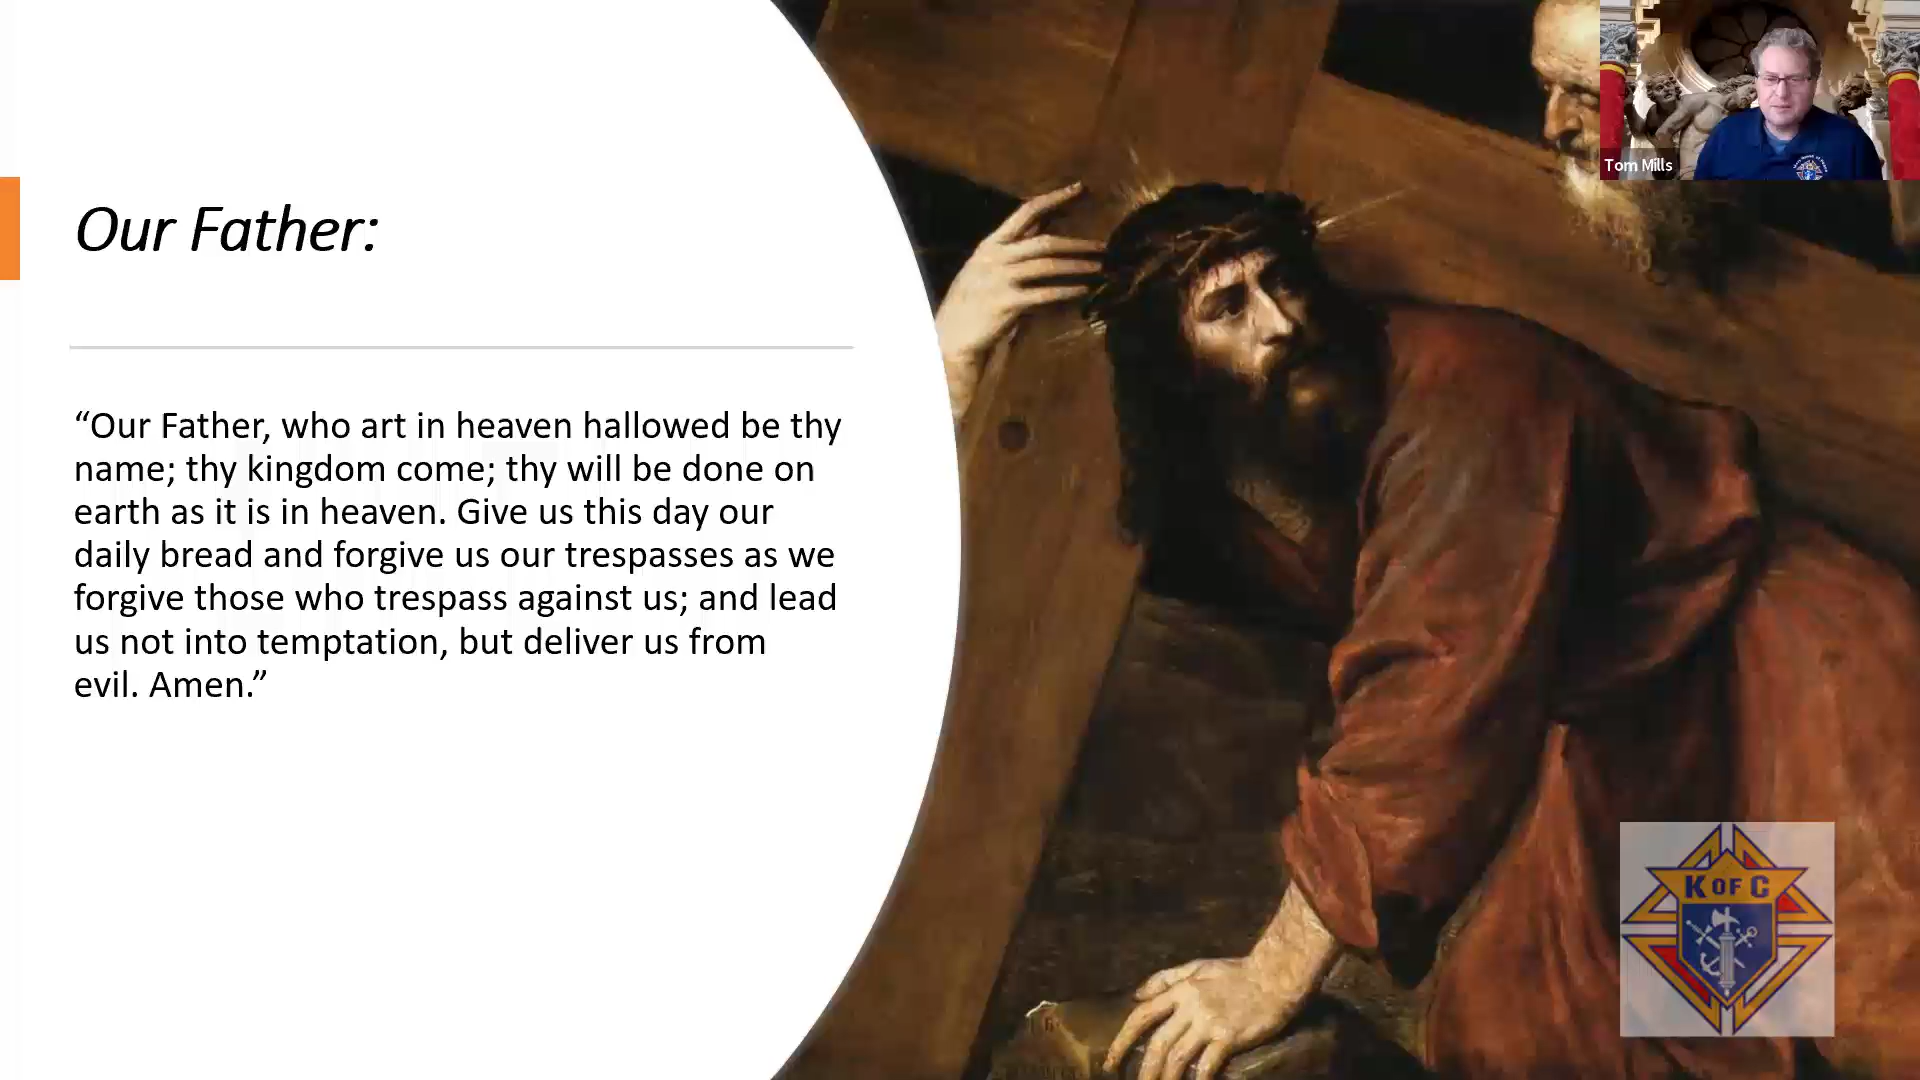 Tom Mills
Our Father:
“Our Father, who art in heaven hallowed be thy
name; thy kingdom come; thy will be done on
earth as it is in heaven. Give us this day our
daily bread and forgive us our trespasses as we
forgive those who trespass against us; and lead
us not into temptation, but deliver us from
evil. Amen.”
K OF C